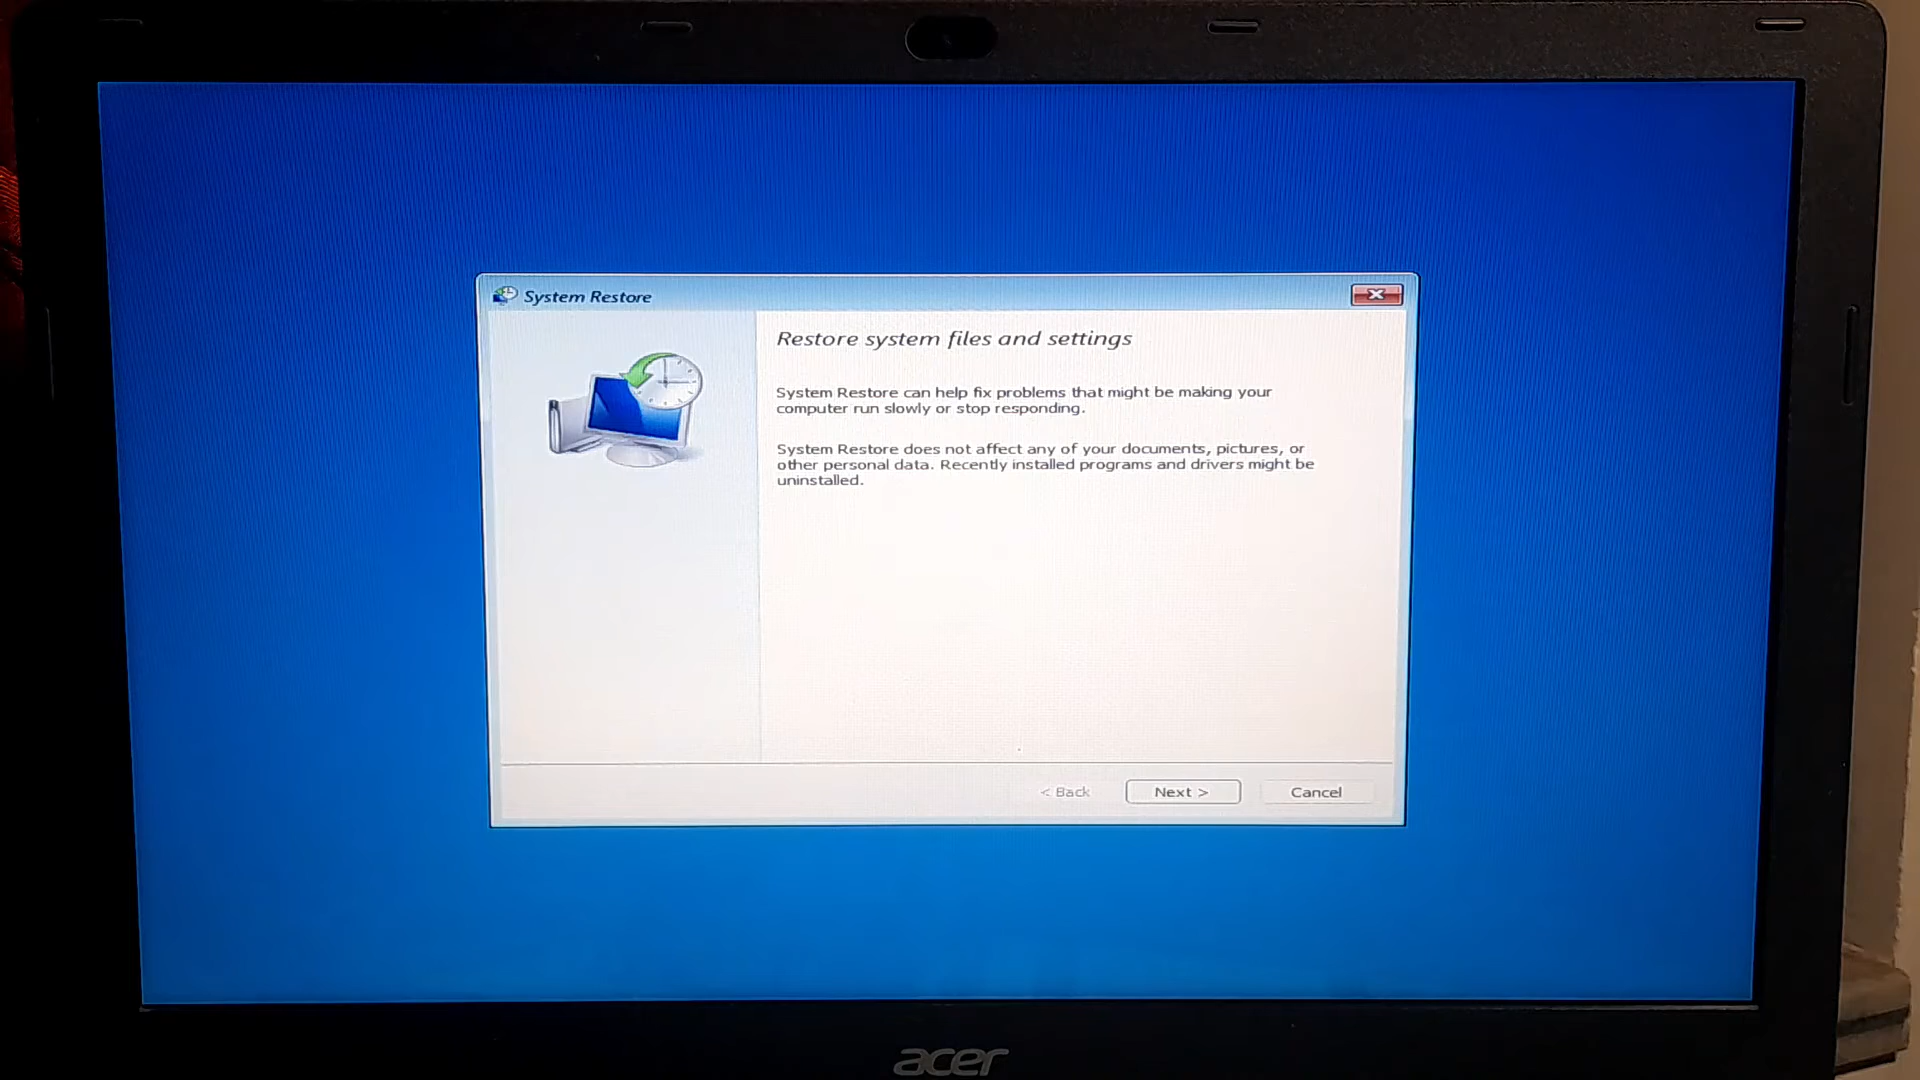 System Restore
Restore system files and settings
System Restore can help fix problems that might be making your
computer run slowly or stop responding.
System Restore does not affect any of your documents, pictures, or
other personal data. Recently installed programs and drivers might be
uninstalled.
< Back
Next >
Cancel
acer